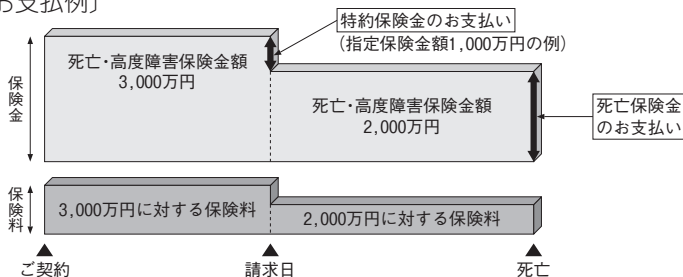 お支払例〕
特約保険金のお支払い
(指定保険金額1,000万円の例)
死亡・高度障害保険金額
3,000万円
保険金
死亡・高度障害保険金額
2,000万円
死亡保険金
のお支払い
保険料
3,000万円に対する保険料
2,000万円に対する保険料
ご契約
請求日
死亡